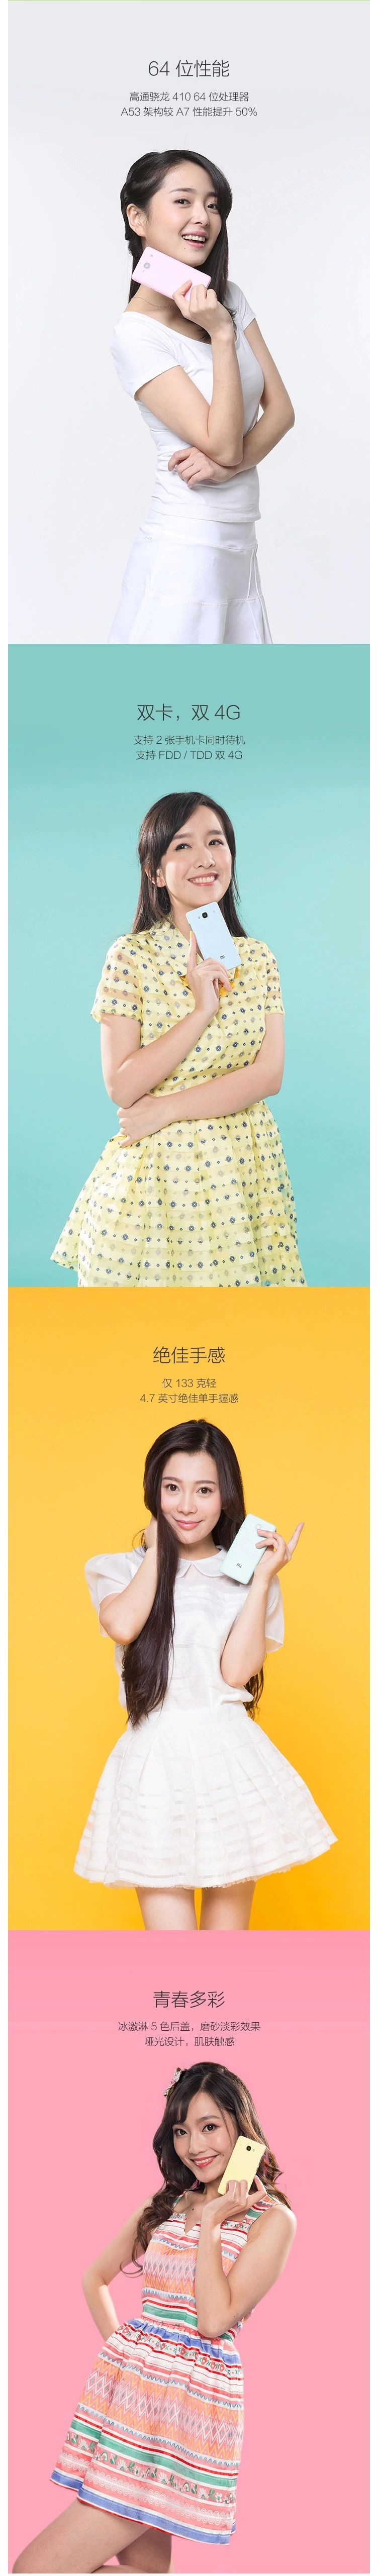 64 位性能
高通骁龙 410 64 位处理器
A53 架构较 A7 性能提升 50%
双卡，双 4G
支持 2 张手机卡同时待机
支持 FDD / TDD 双 4G
mi
绝佳手感
仅 133 克轻
4.7 英寸绝佳单手握感
mi
青春多彩
冰激淋 5 色后盖，磨砂淡彩效果
哑光设计，肌肤触感